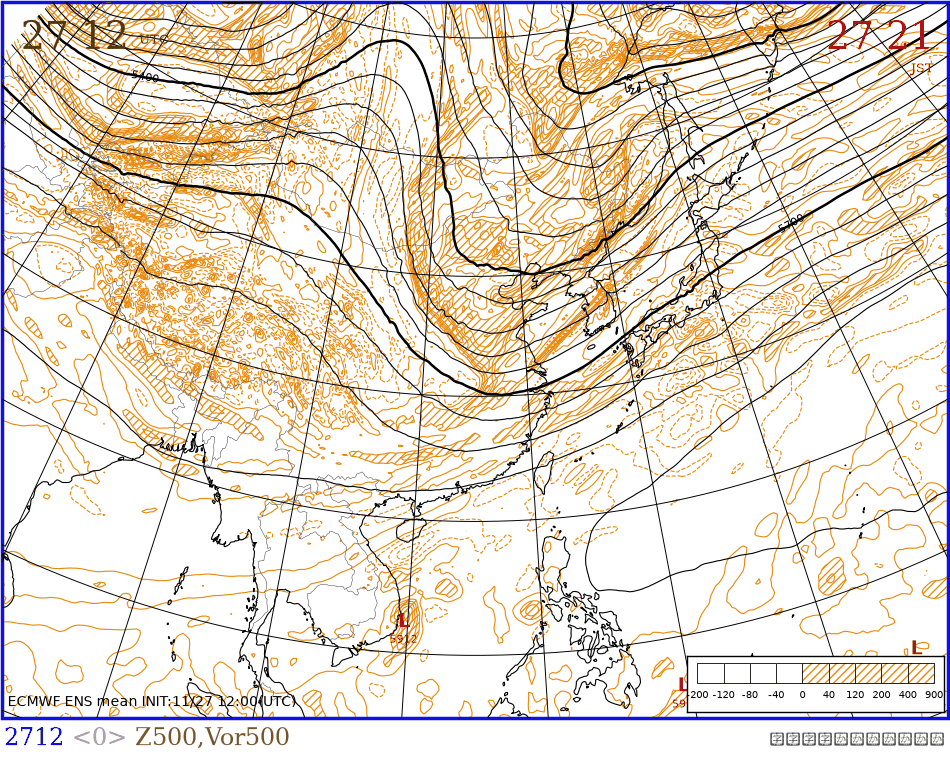 27 12 UTC
27 21
JST
5400
5700
L
5912
L
L
-200 -120 -80 -40 0 40 120 200 400 900
ECMWF ENS mean INIT:11/27 12:00(UTC)
2712 <0> Z500,Vor500